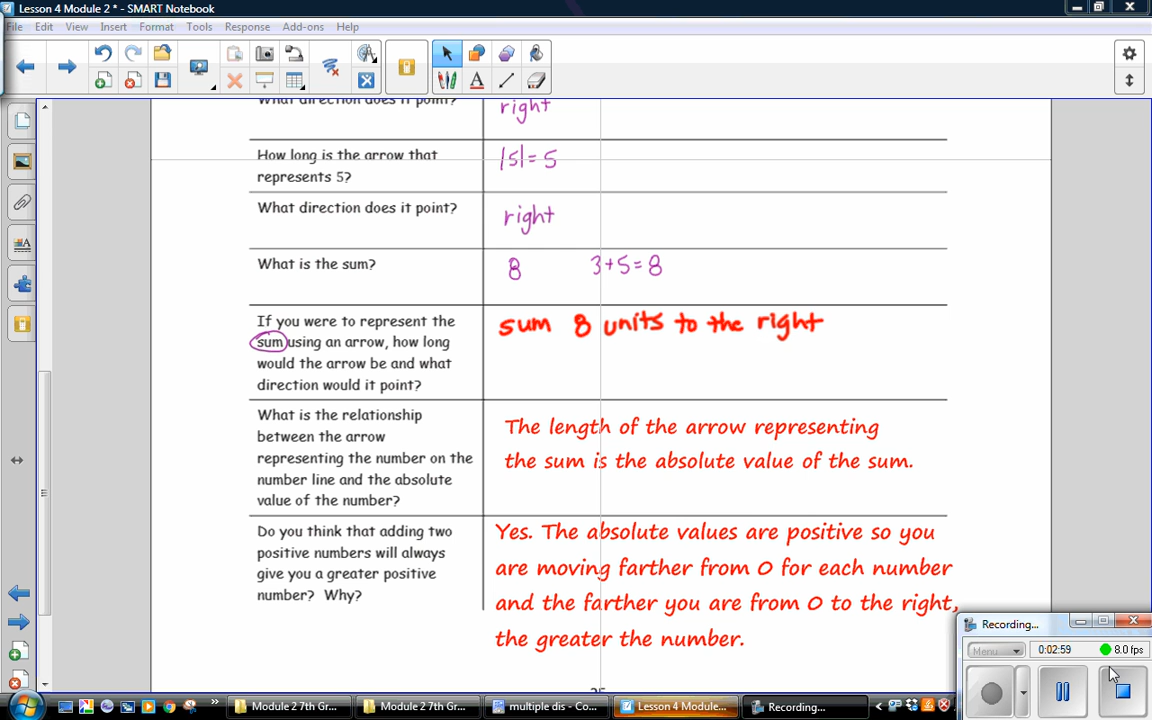 Lesson 4 Module 2 * - SMART Notebook
File Edit View Insert Format Tools Response Add-ons Help
What direction does it point?
right
How long is the arrow that
represents 5?
|5| = 5
What direction does it point?
right
What is the sum?
8 3+5=8
If you were to represent the
sum using an arrow, how long
would the arrow be and what
direction would it point?
sum 8 units to the right
What is the relationship
between the arrow
representing the number on the
number line and the absolute
value of the number?
The length of the arrow representing
the sum is the absolute value of the sum.
Do you think that adding two
positive numbers will always
give you a greater positive
number? Why?
Yes. The absolute values are positive so you
are moving farther from 0 for each number
and the farther you are from 0 to the right,
the greater the number.
Recording...
Menu 0:02:59 8.0 fps
Module 2 7th Gr... Module 2 7th Gr... multiple dis - Co... Lesson 4 Module... Recording...